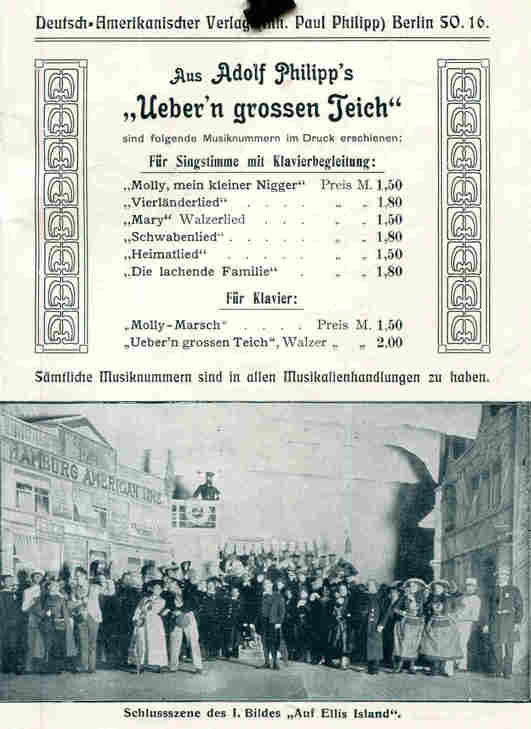 Deutsch-Amerikanischer Verlag Paul Philipp) Berlin SO. 16.
Aus Adolf Philipp's
„Ueber'n grossen Teich“
sind folgende Musiknummern im Druck erschienen:
Für Singstimme mit Klavierbegleitung:
„Molly, mein kleiner Nigger“ Preis M. 1,50
„Vierländerlied“ . . . . „ „ 1,80
„Mary“ Walzerlied . . . „ „ 1,50
„Schwabenlied“ . . . . . „ „ 1,80
„Heimatlied“ . . . . . „ „ 1,50
„Die lachende Familie“ . „ „ 1,80
Für Klavier:
„Molly-Marsch“ . . . . Preis M. 1,50
„Ueber'n grossen Teich“, Walzer „ „ 2,00
Sämtliche Musiknummern sind in allen Musikalienhandlungen zu haben.
HAMBURG AMERICAN LINE
Schlussszene des I. Bildes „Auf Ellis Island“.